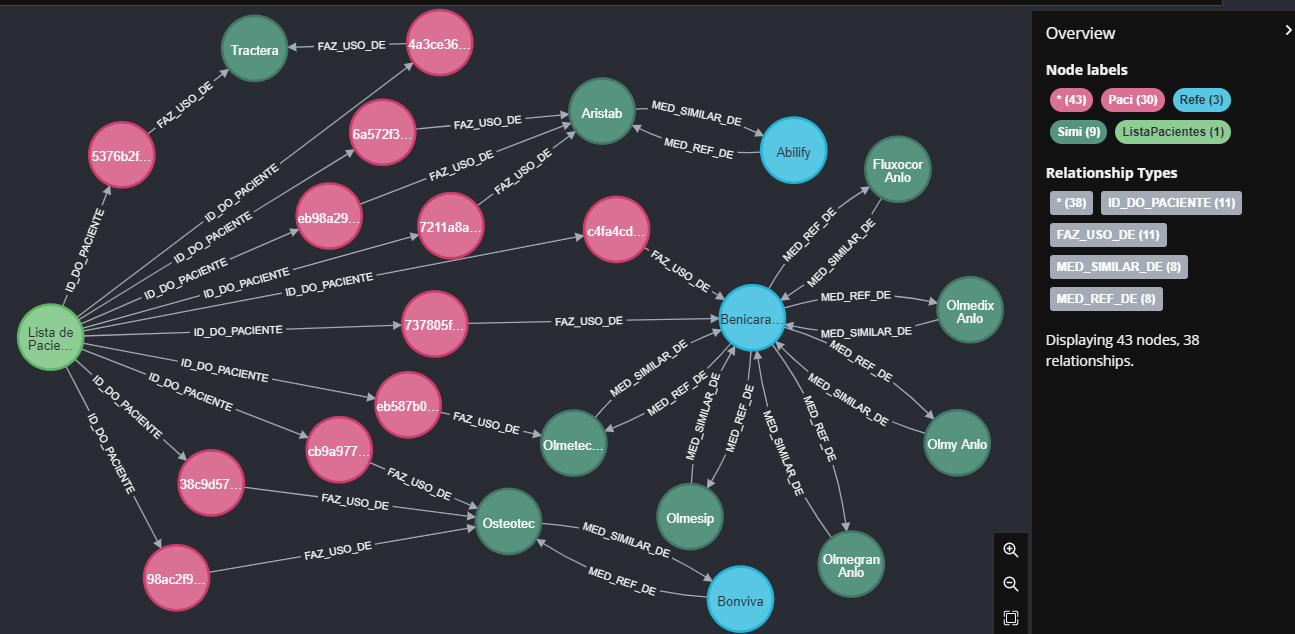 Tractera
FAZ_USO_DE
4a3ce36...
FAZ_USO_DE
5376b2f...
6a572f3...
FAZ_USO_DE
Aristab
MED_SIMILAR_DE
MED_REF_DE
Abilify
FAZ_USO_DE
FAZ_USO_DE
ID_DO_PACIENTE
ID_DO_PACIENTE
ID_DO_PACIENTE
eb98a29...
7211a8a...
c4fa4cd...
Fluxocor
Anlo
ID_DO_PACIENTE
ID_DO_PACIENTE
ID_DO_PACIENTE
FAZ_USO_DE
MED_REF_DE
MED_SIMILAR_DE
Lista de
Pacie...
ID_DO_PACIENTE
737805f...
FAZ_USO_DE
Benicara...
MED_REF_DE
MED_SIMILAR_DE
Olmedix
Anlo
ID_DO_PACIENTE
eb587b0...
FAZ_USO_DE
Olmetec...
MED_SIMILAR_DE
MED_REF_DE
MED_REF_DE
MED_SIMILAR_DE
Olmy Anlo
ID_DO_PACIENTE
cb9a977...
FAZ_USO_DE
MED_SIMILAR_DE
MED_REF_DE
MED_SIMILAR_DE
MED_REF_DE
ID_DO_PACIENTE
38c9d57...
FAZ_USO_DE
Osteotec
Olmesip
Olmegran
Anlo
ID_DO_PACIENTE
98ac2f9...
FAZ_USO_DE
MED_SIMILAR_DE
MED_REF_DE
Bonviva
Overview
Node labels
* (43) Paci (30) Refe (3)
Simi (9) ListaPacientes (1)
Relationship Types
* (38) ID_DO_PACIENTE (11)
FAZ_USO_DE (11)
MED_SIMILAR_DE (8)
MED_REF_DE (8)
Displaying 43 nodes, 38
relationships.